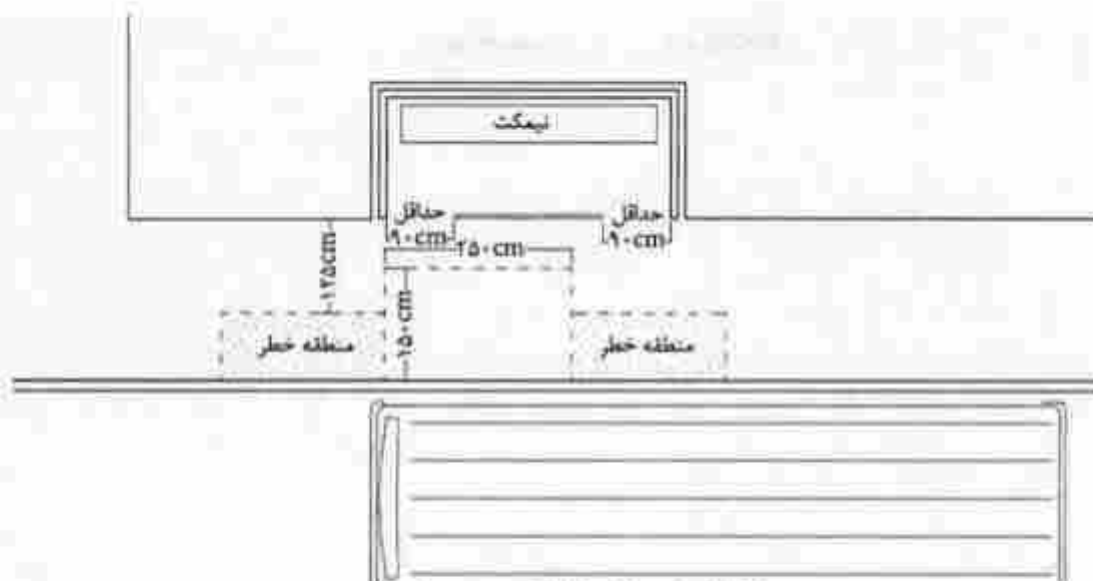 نیمکت
حداقل
۹۰cm
حداقل
۹۰cm
۲۵۰cm
۱۲۵cm
۱۵۰cm
منطقه خطر
منطقه خطر